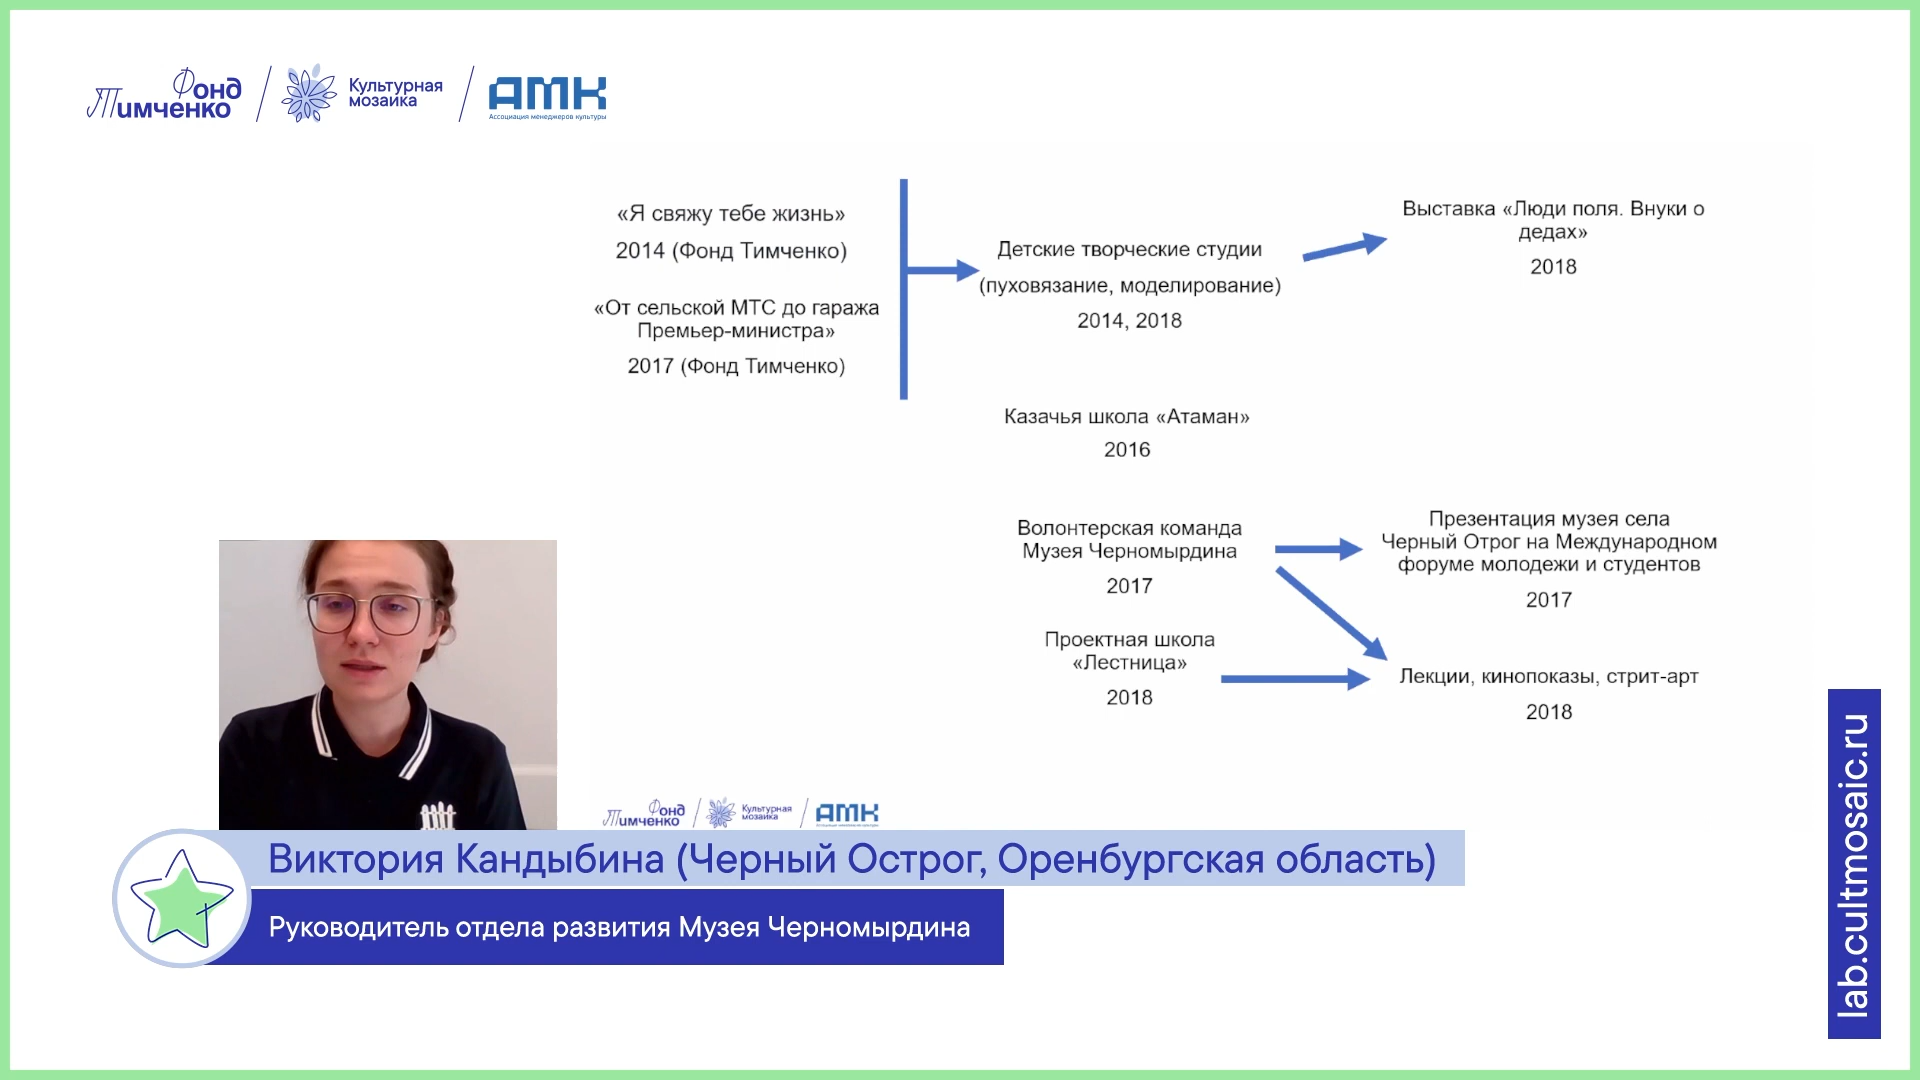 Фонд
Тимченко
Культурная
мозаика
АМК
Ассоциация менеджеров культуры
«Я свяжу тебе жизнь»
2014 (Фонд Тимченко)
«От сельской МТС до гаража
Премьер-министра»
2017 (Фонд Тимченко)
Детские творческие студии
(пуховязание, моделирование)
2014, 2018
Выставка «Люди поля. Внуки о
дедах»
2018
Казачья школа «Атаман»
2016
Волонтерская команда
Музея Черномырдина
2017
Презентация музея села
Черный Отрог на Международном
форуме молодежи и студентов
2017
Проектная школа
«Лестница»
2018
Лекции, кинопоказы, стрит-арт
2018
Фонд
Тимченко
Культурная
мозаика
АМК
Виктория Кандыбина (Черный Острог, Оренбургская область)
Руководитель отдела развития Музея Черномырдина
lab.cultmosaic.ru